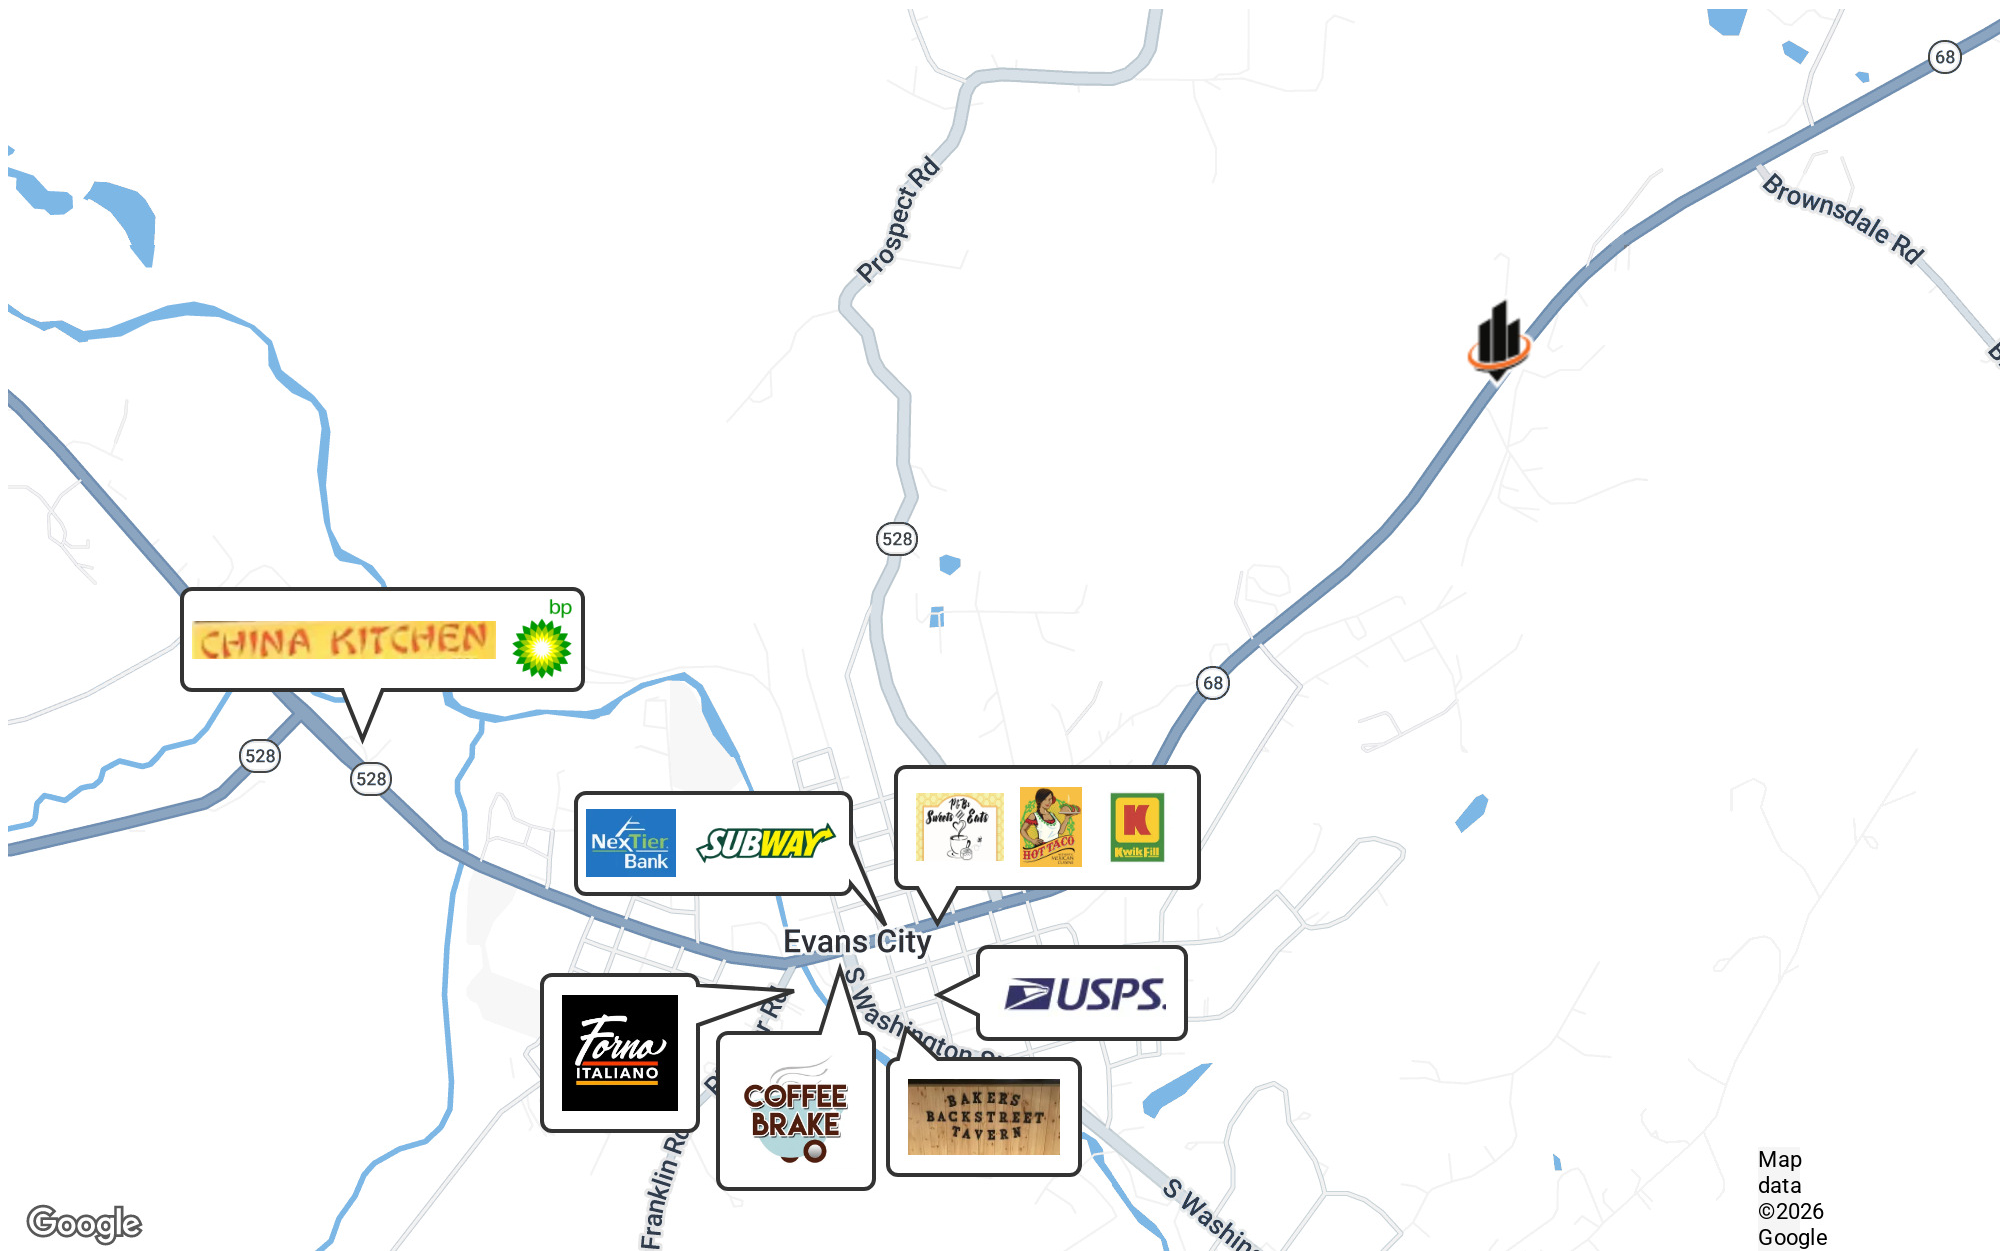 68
Brownsdale Rd
Prospect Rd
528
bp
CHINA KITCHEN
68
528
528
NexTier
Bank
SUBWAY
P&B's
Sweets Eats
HOT TACO
MEXICAN
K
Kwik Fill
Evans City
S Washington
USPS.
Forno
ITALIANO
COFFEE
BRAKE
BAKERS
BACKSTREET
TAVERN
Franklin Rd
S Washing
Google
Map
data
©2026
Google